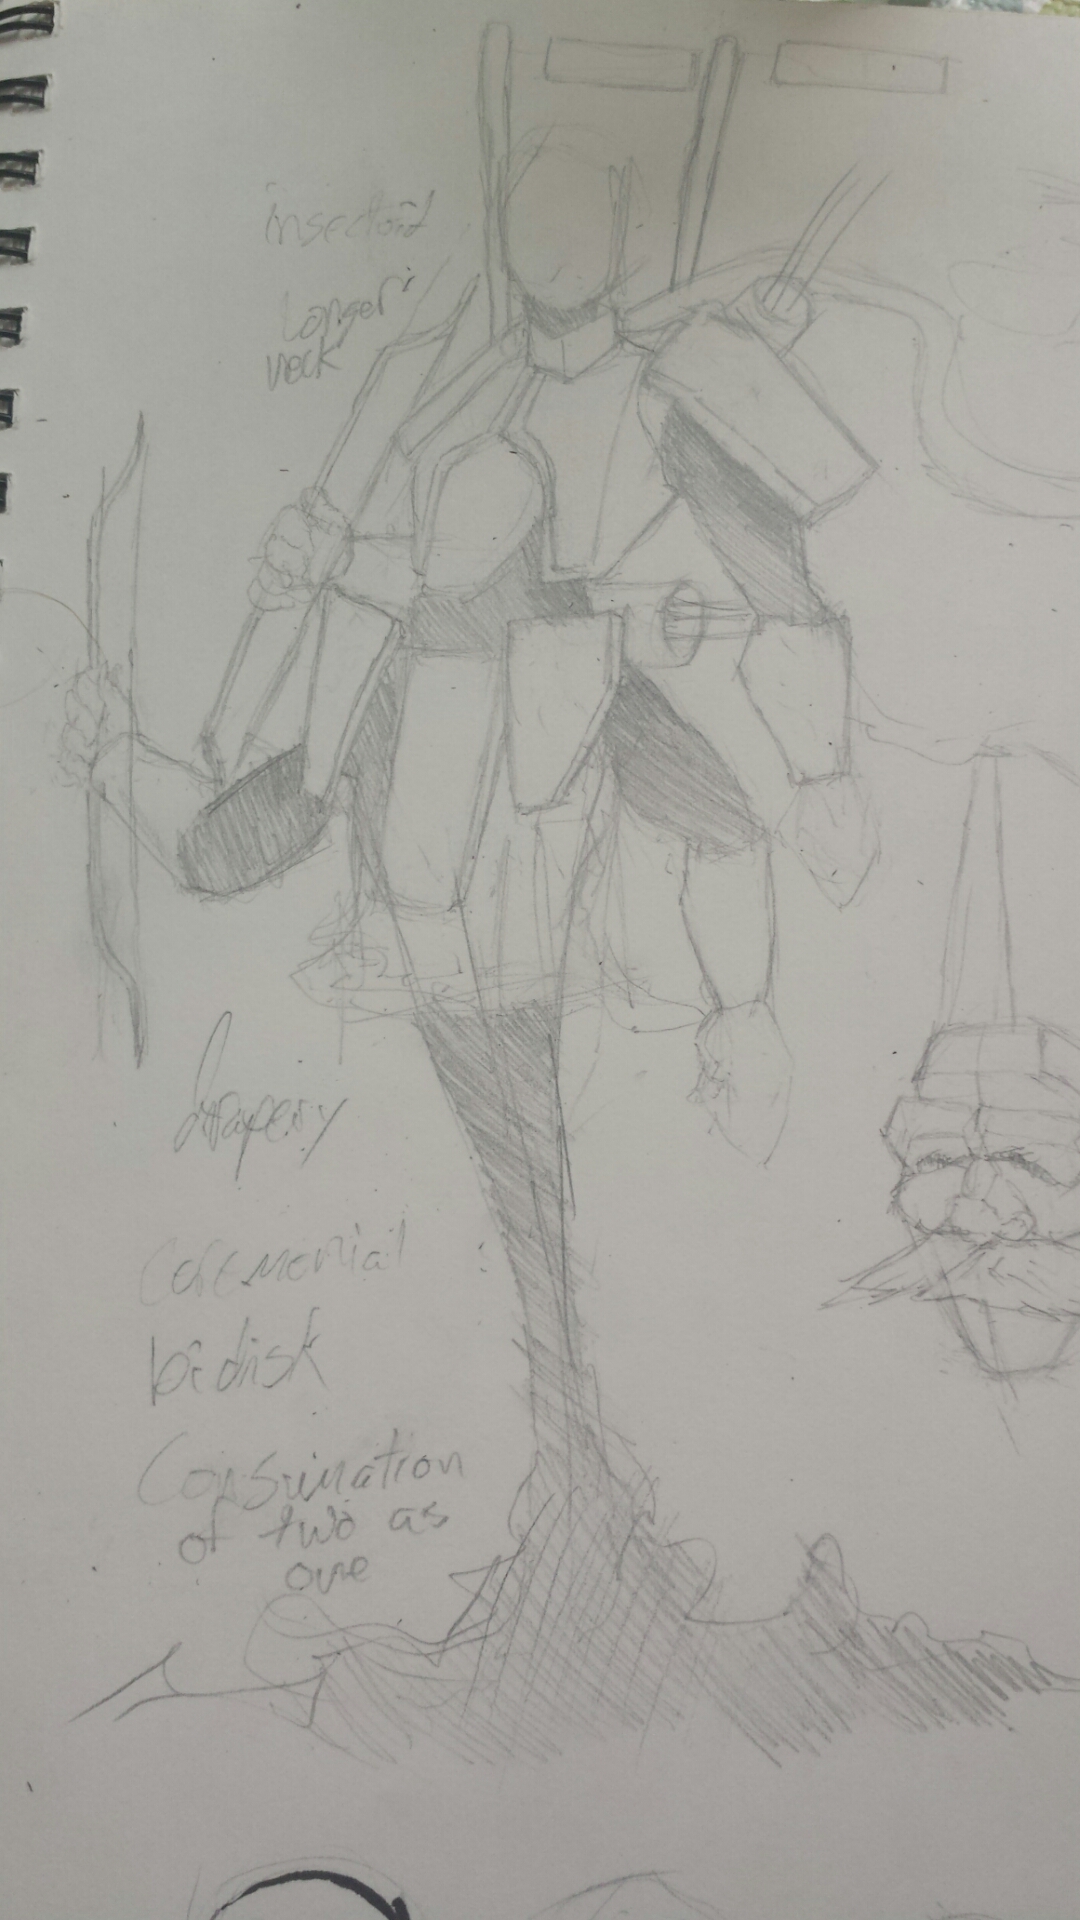 insectoid
Longer
neck
drapery
Ceremonial
bedisk
Consumation
of two as
one